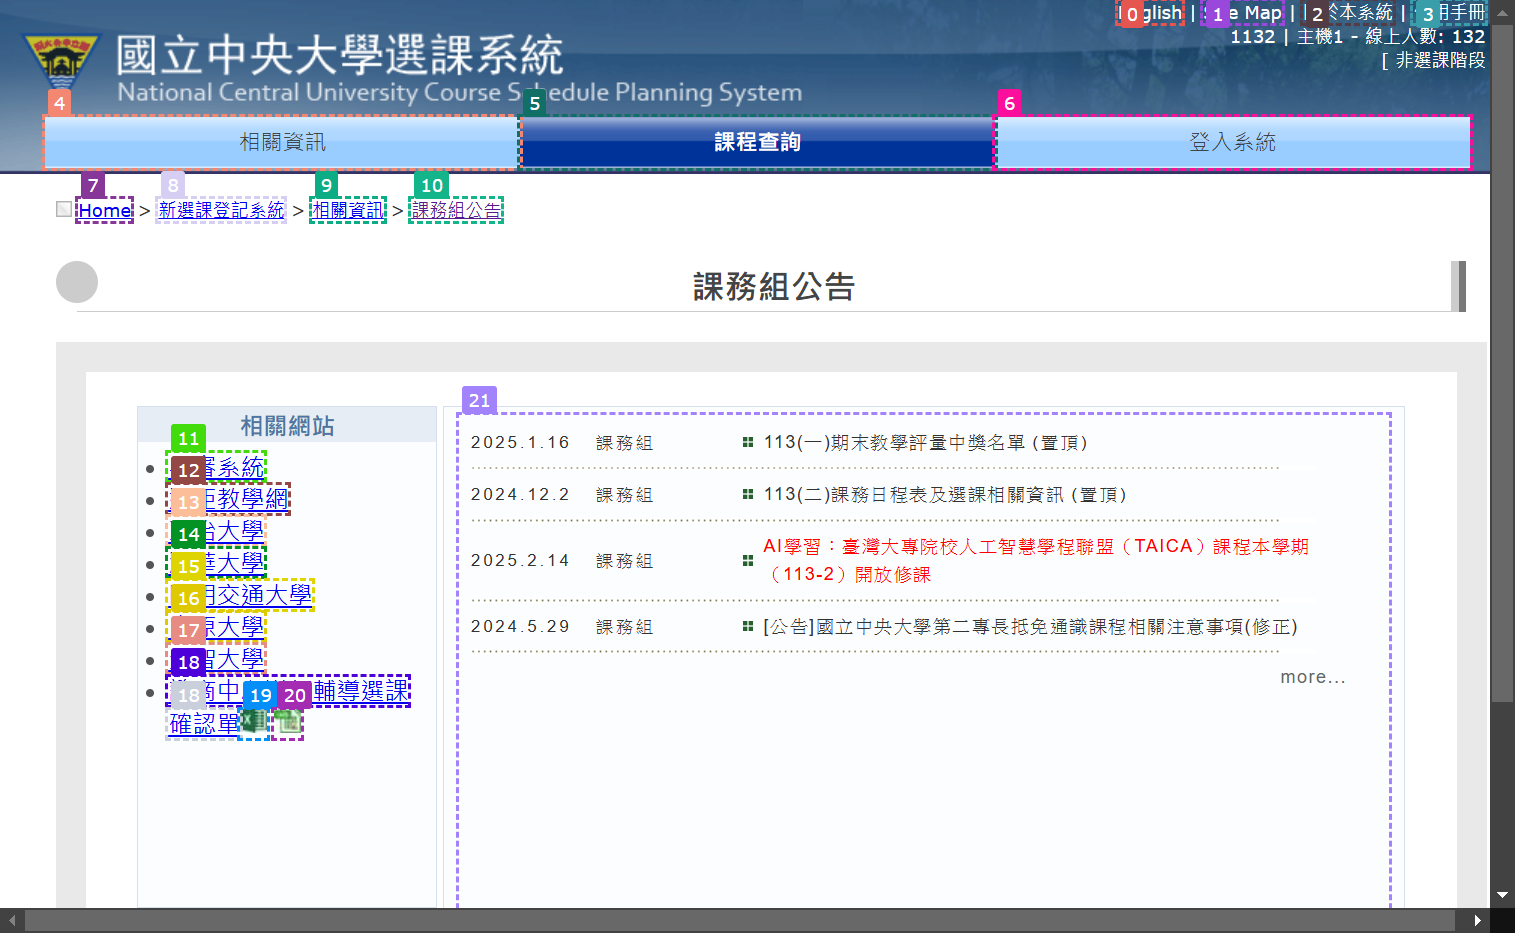 English | Site Map | 關於本系統 | 使用手冊
1132 | 主機1 - 線上人數: 132
[ 非選課階段
國立中央大學選課系統
National Central University Course Schedule Planning System
0
1
2
3
4
5
6
相關資訊
課程查詢
登入系統
7
8
9
10
Home > 新選課登記系統 > 相關資訊 > 課務組公告
課務組公告
相關網站
11
審系統
12
教學網
13
大學
14
大學
15
交通大學
16
大學
17
大學
18
輔導選課
18
確認單
19
20
21
2025.1.16 課務組 113(一)期末教學評量中獎名單 (置頂)
2024.12.2 課務組 113(二)課務日程表及選課相關資訊 (置頂)
2025.2.14 課務組 AI學習：臺灣大專院校人工智慧學程聯盟（TAICA）課程本學期
（113-2）開放修課
2024.5.29 課務組 [公告]國立中央大學第二專長抵免通識課程相關注意事項(修正)
more...